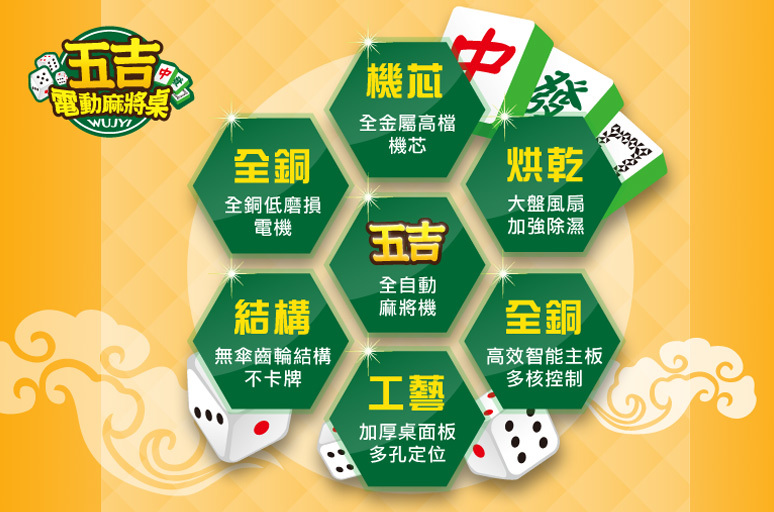 五吉
電動麻將桌
WUJYI
中
發
機芯
全金屬高檔
機芯
全銅
全銅低磨損
電機
烘乾
大盤風扇
加強除濕
五吉
全自動
麻將機
結構
無傘齒輪結構
不卡牌
全銅
高效智能主板
多核控制
工藝
加厚桌面板
多孔定位